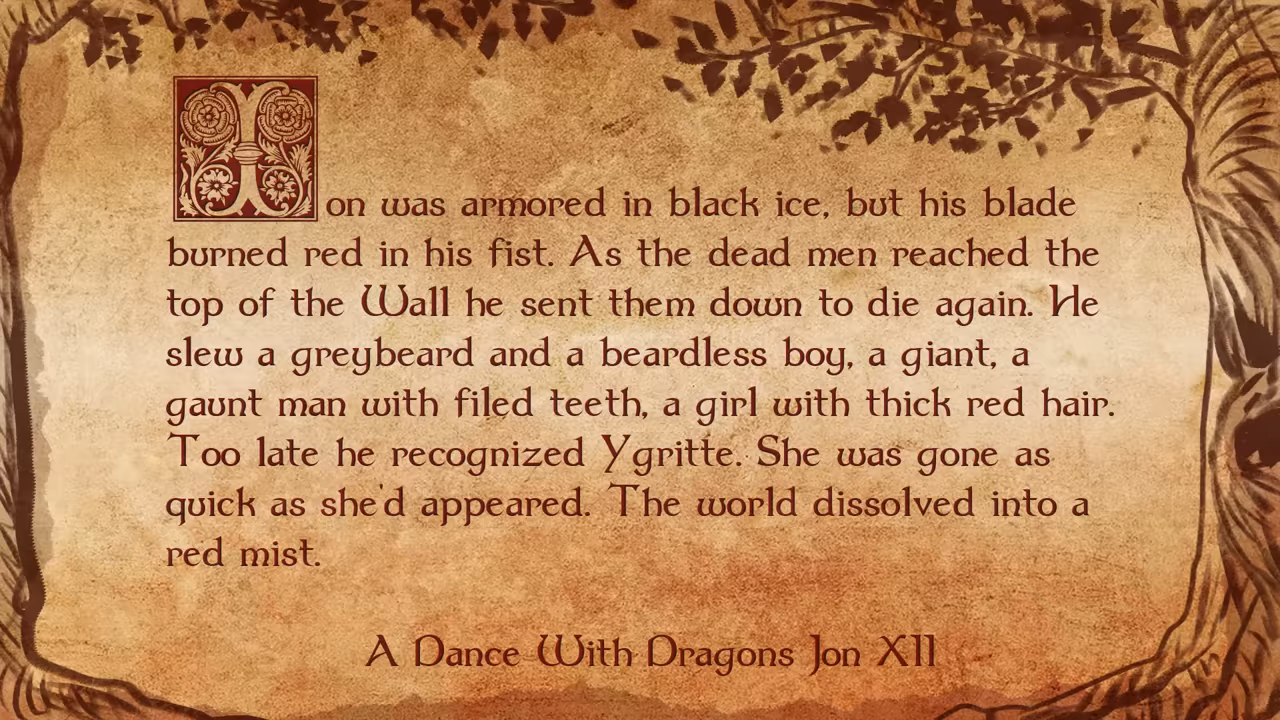 Ion was armored in black ice, but his blade
burned red in his fist. As the dead men reached the
top of the Wall he sent them down to die again. He
slew a greybeard and a beardless boy, a giant, a
gaunt man with filed teeth, a girl with thick red hair.
Too late he recognized Ygritte. She was gone as
quick as she'd appeared. The world dissolved into a
red mist.
A Dance With Dragons Jon XII